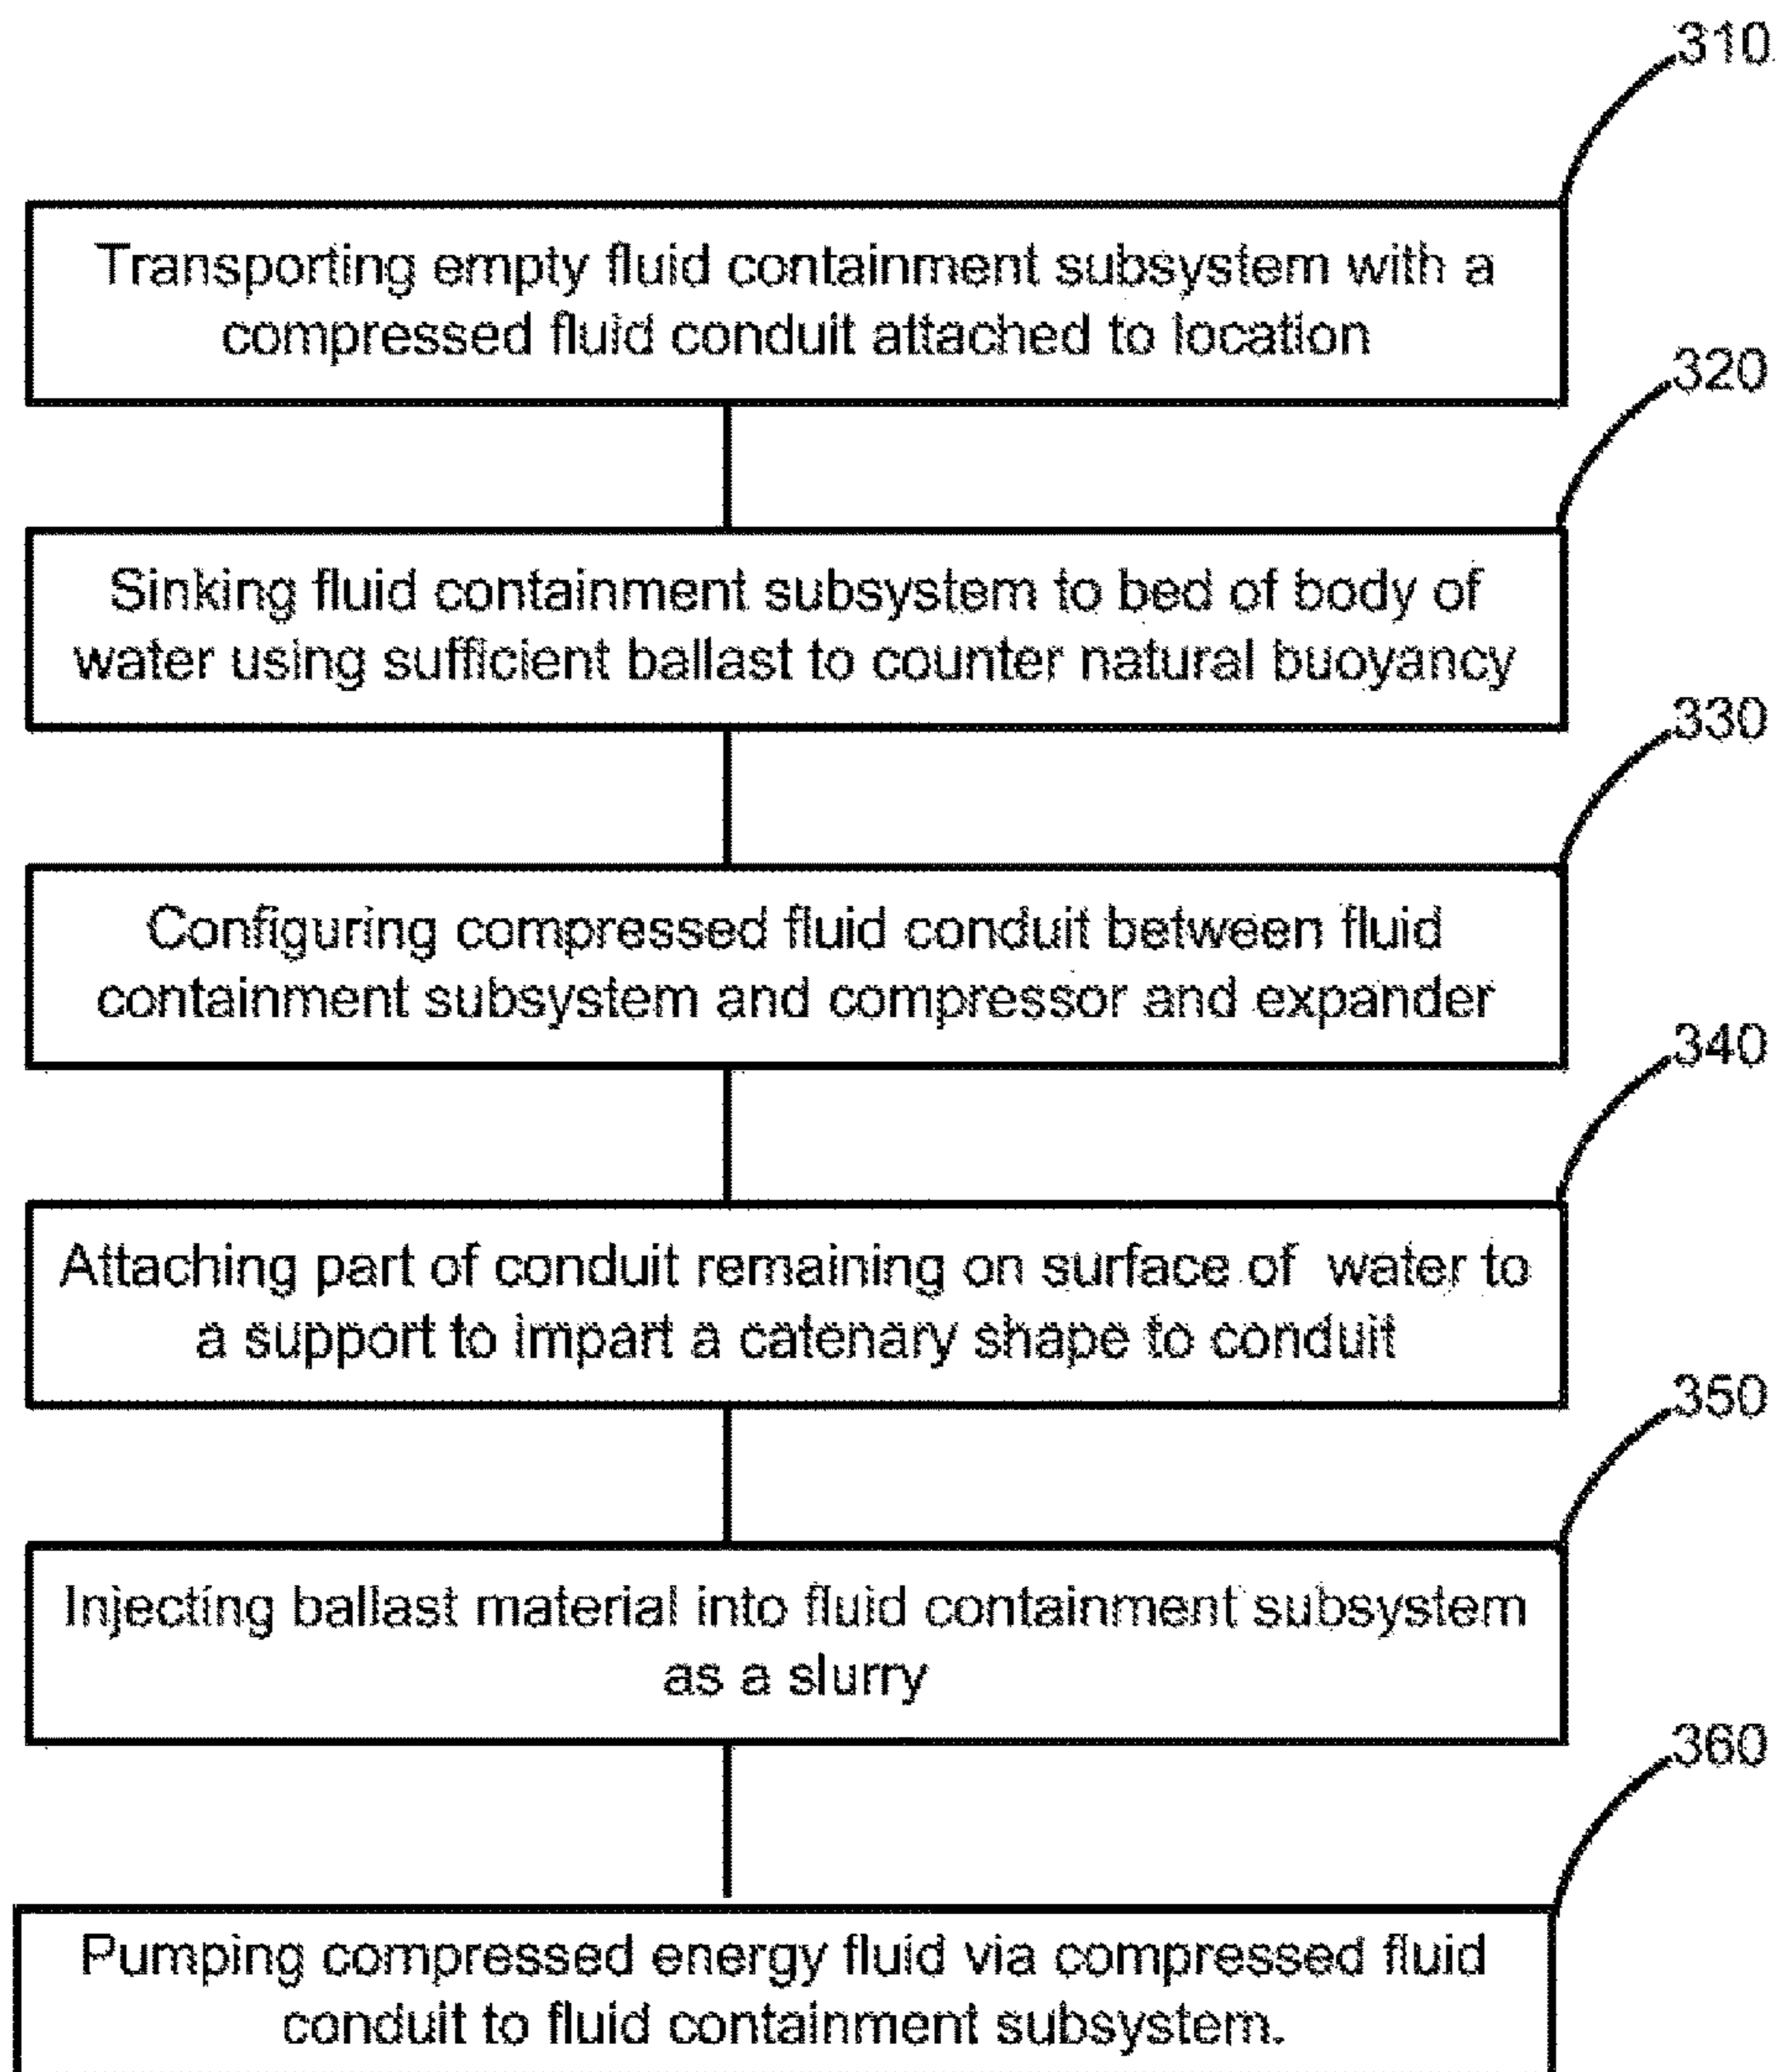 310
Transporting empty fluid containment subsystem with a
compressed fluid conduit attached to location
320
Sinking fluid containment subsystem to bed of body of
water using sufficient ballast to counter natural buoyancy
330
Configuring compressed fluid conduit between fluid
containment subsystem and compressor and expander
340
Attaching part of conduit remaining on surface of water to
a support to impart a catenary shape to conduit
350
Injecting ballast material into fluid containment subsystem
as a slurry
360
Pumping compressed energy fluid via compressed fluid
conduit to fluid containment subsystem.